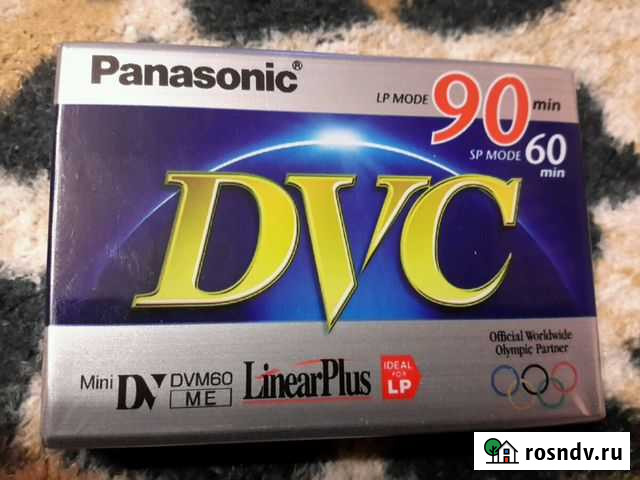 Panasonic®
LP MODE 90 min
SP MODE 60 min
DVC
Official Worldwide
Olympic Partner
Mini DV DVM60
ME
LinearPlus
IDEAL
FOR
LP
rosndv.ru